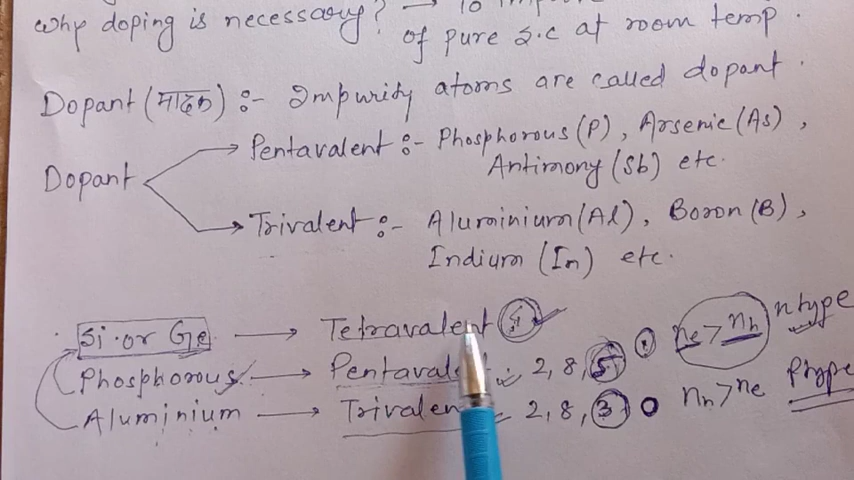 why doping is necessary? → To
of pure s.c at room temp.
Dopant (मादक) :- Impurity atoms are called dopant.
Dopant → Pentavalent :- Phosphorous (P), Arsenic (As),
Antimony (Sb) etc.
→ Trivalent :- Aluminium (Al), Boron (B),
Indium (In) etc.
Si or Ge → Tetravalent 4
Phosphorous → Pentavalent 2, 8, 5 ne > nh n type
Aluminium → Trivalent 2, 8, 3 nh > ne P type